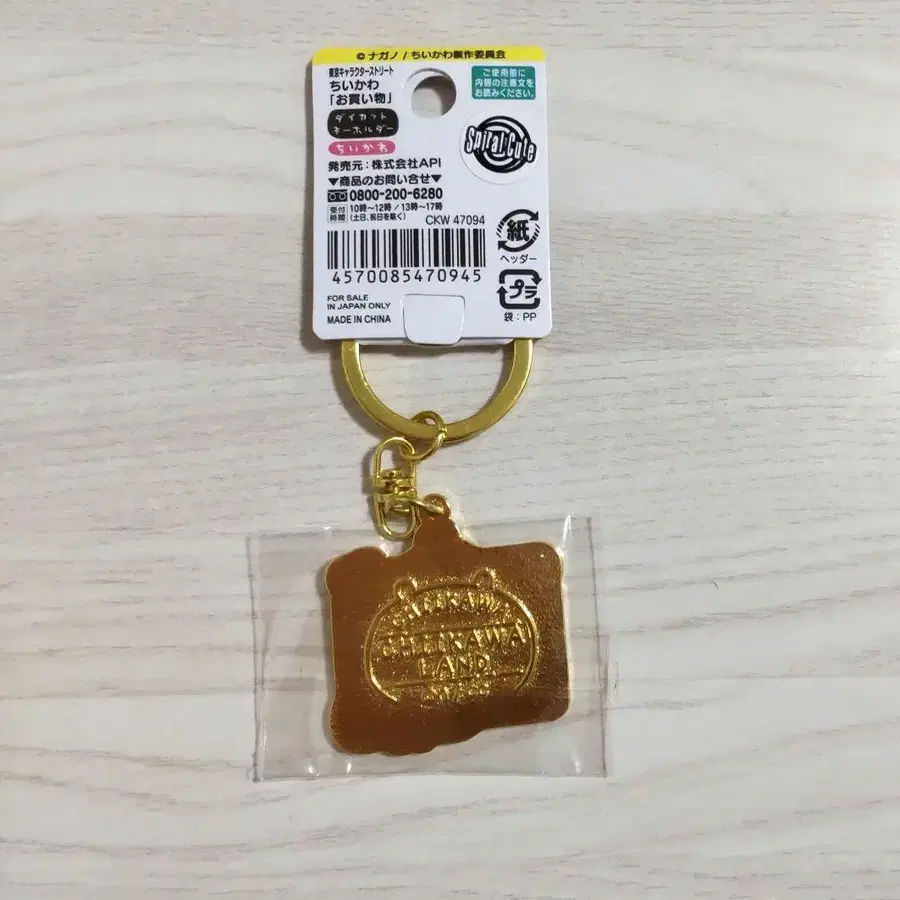 © ナガノ / ちいかわ製作委員会
東京キャラクターストリート
ちいかわ
「お買い物」
ダイカット
キーホルダー
ちいかわ
発売元：株式会社API
▼商品のお問い合せ▼
0800-200-6280
受付時間 10時～12時 / 13時～17時
(土日、祝日を除く)
CKW 47094
4570085470945
FOR SALE
IN JAPAN ONLY
MADE IN CHINA
ご使用前に
内側の注意文を
お読みください。
Spiral Cute
紙
ヘッダー
プラ
袋：PP
CHIIKAWA
LAND